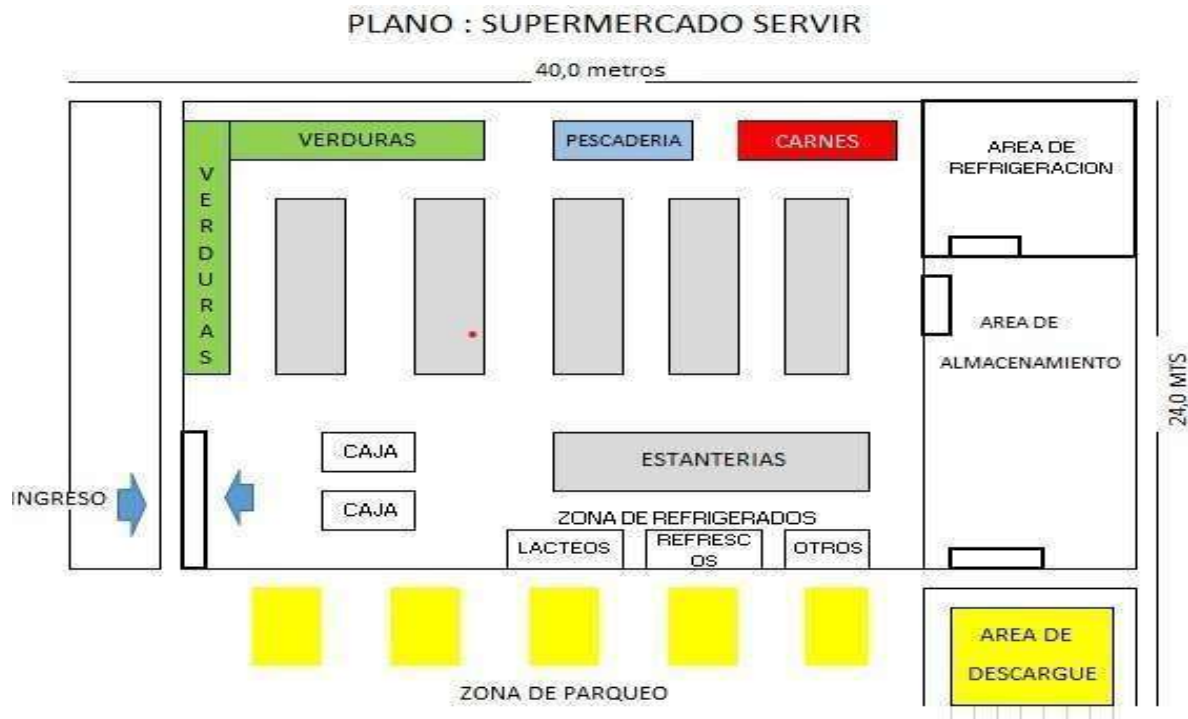 PLANO : SUPERMERCADO SERVIR
40,0 metros
VERDURAS
PESCADERIA
CARNES
AREA DE
REFRIGERACION
V
E
R
D
U
R
A
S
AREA DE
ALMACENAMIENTO
24,0 MTS
CAJA
ESTANTERIAS
INGRESO
CAJA
ZONA DE REFRIGERADOS
LACTEOS
REFRESC
OS
OTROS
AREA DE
DESCARGUE
ZONA DE PARQUEO